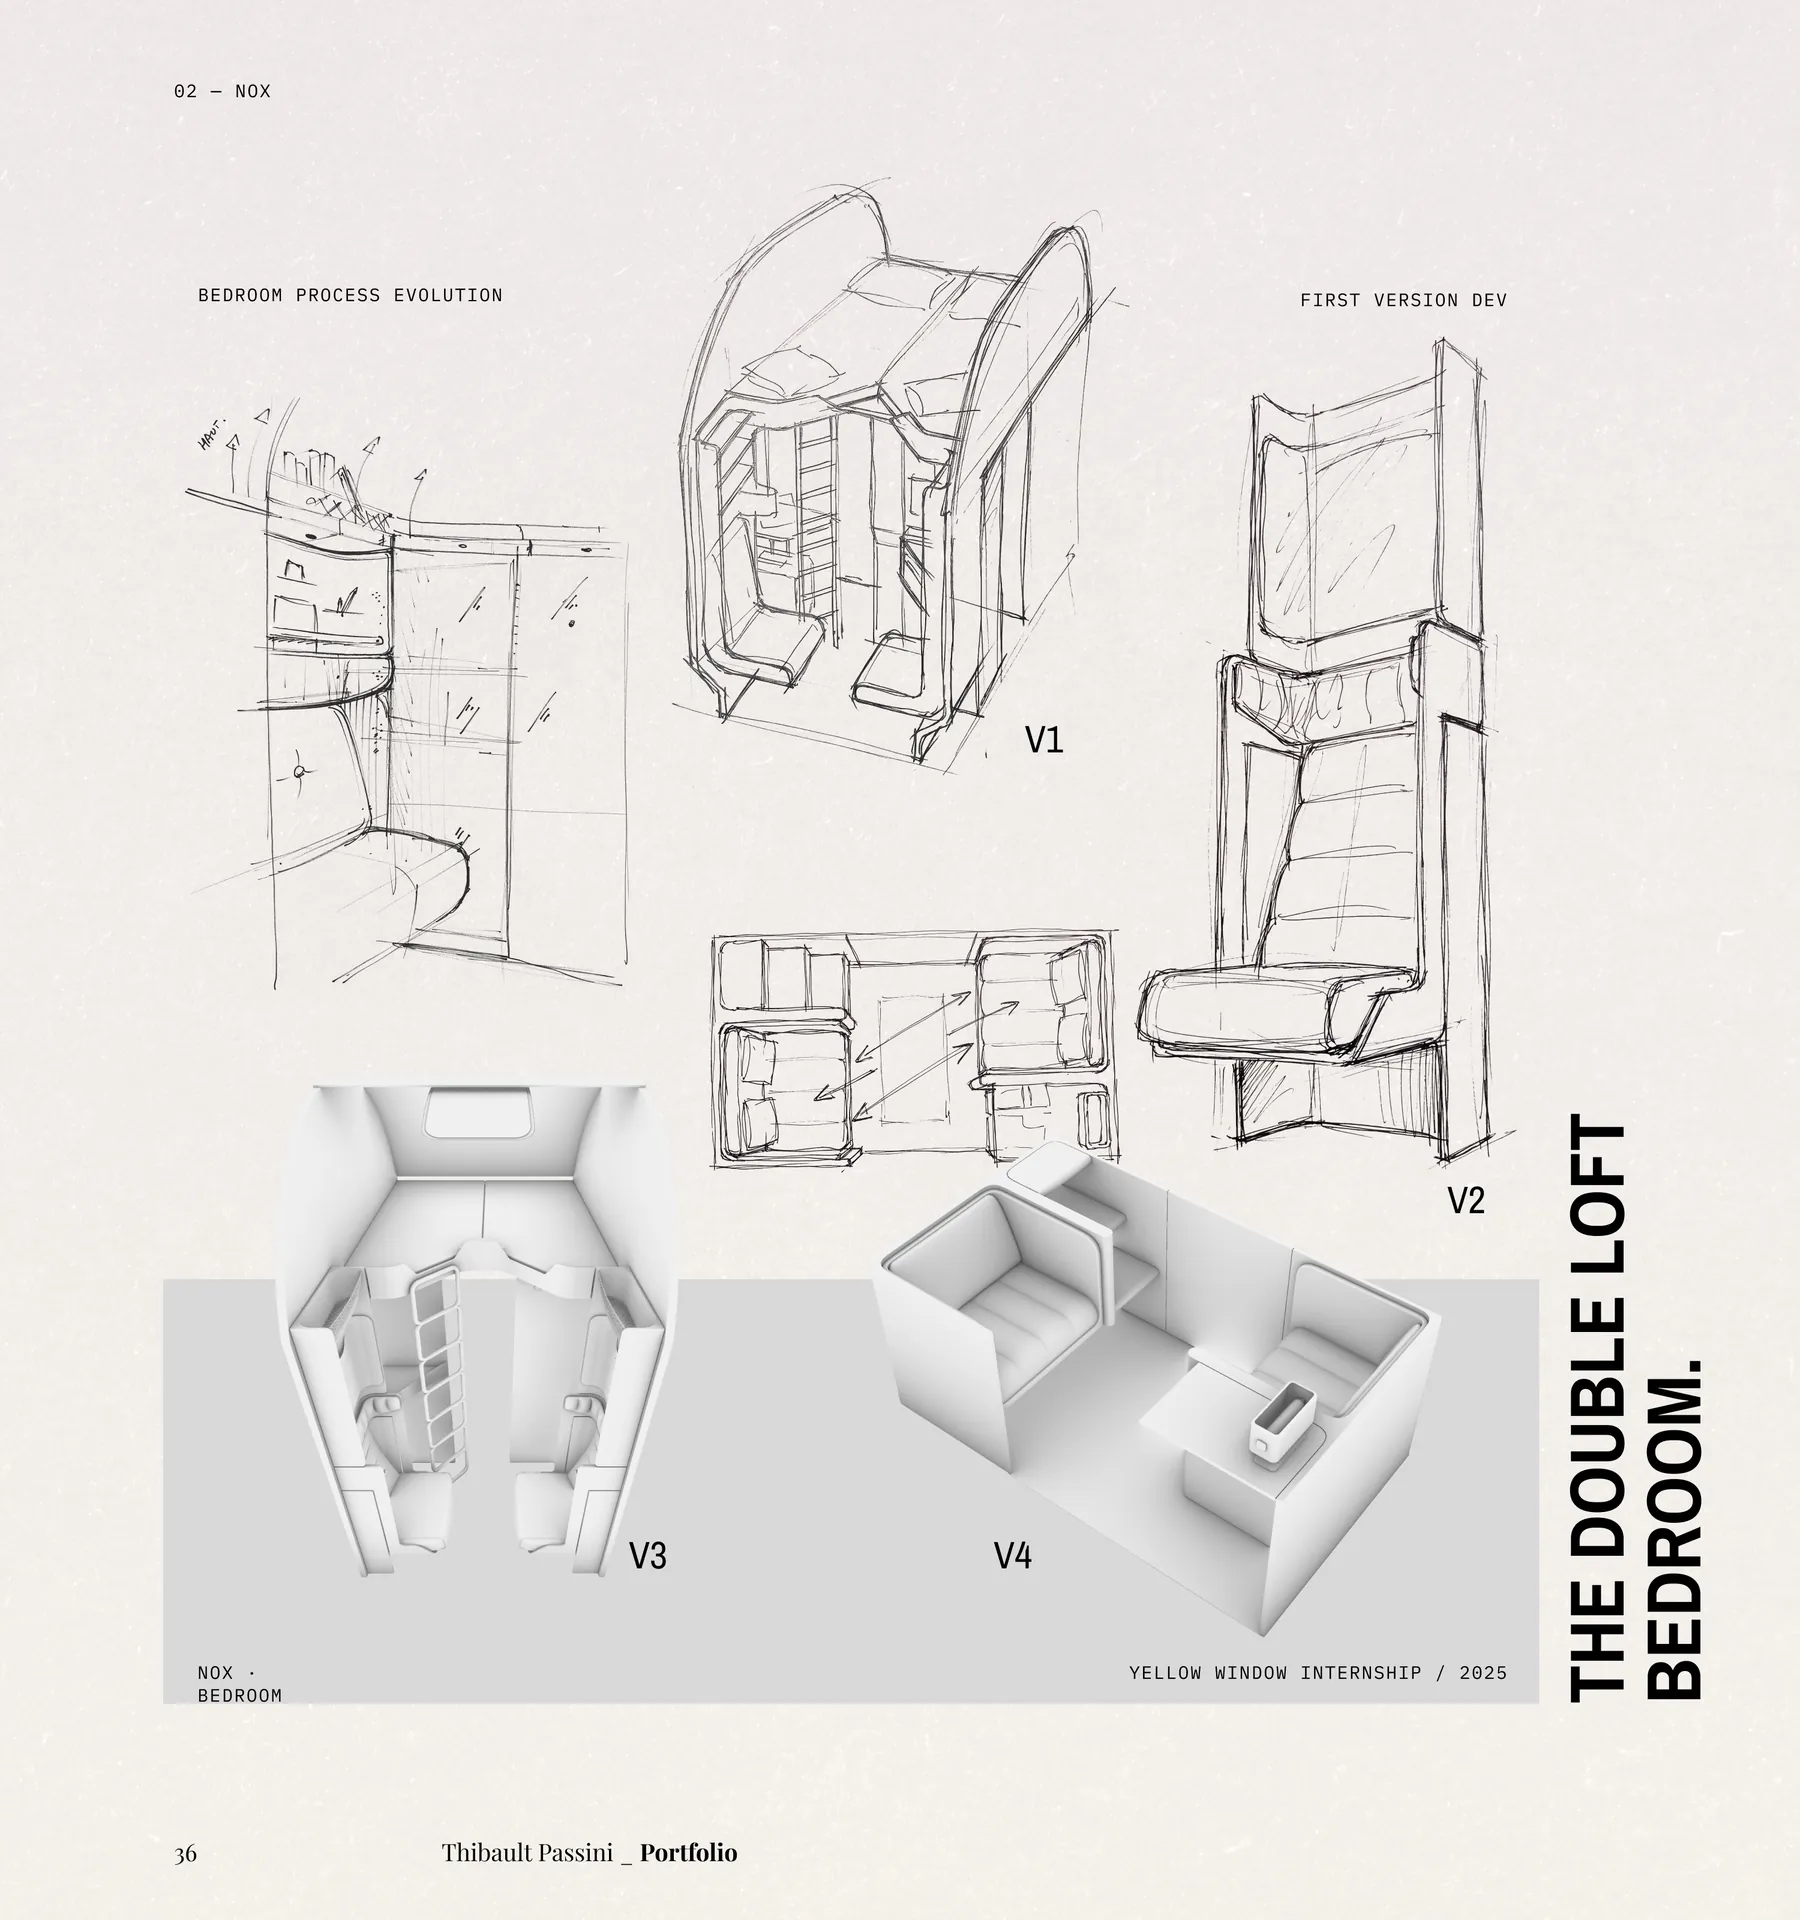 02 — NOX
BEDROOM PROCESS EVOLUTION
FIRST VERSION DEV
HAUT.
V1
V2
THE DOUBLE LOFT
BEDROOM.
V3
V4
NOX ·
BEDROOM
YELLOW WINDOW INTERNSHIP / 2025
36
Thibault Passini _ Portfolio